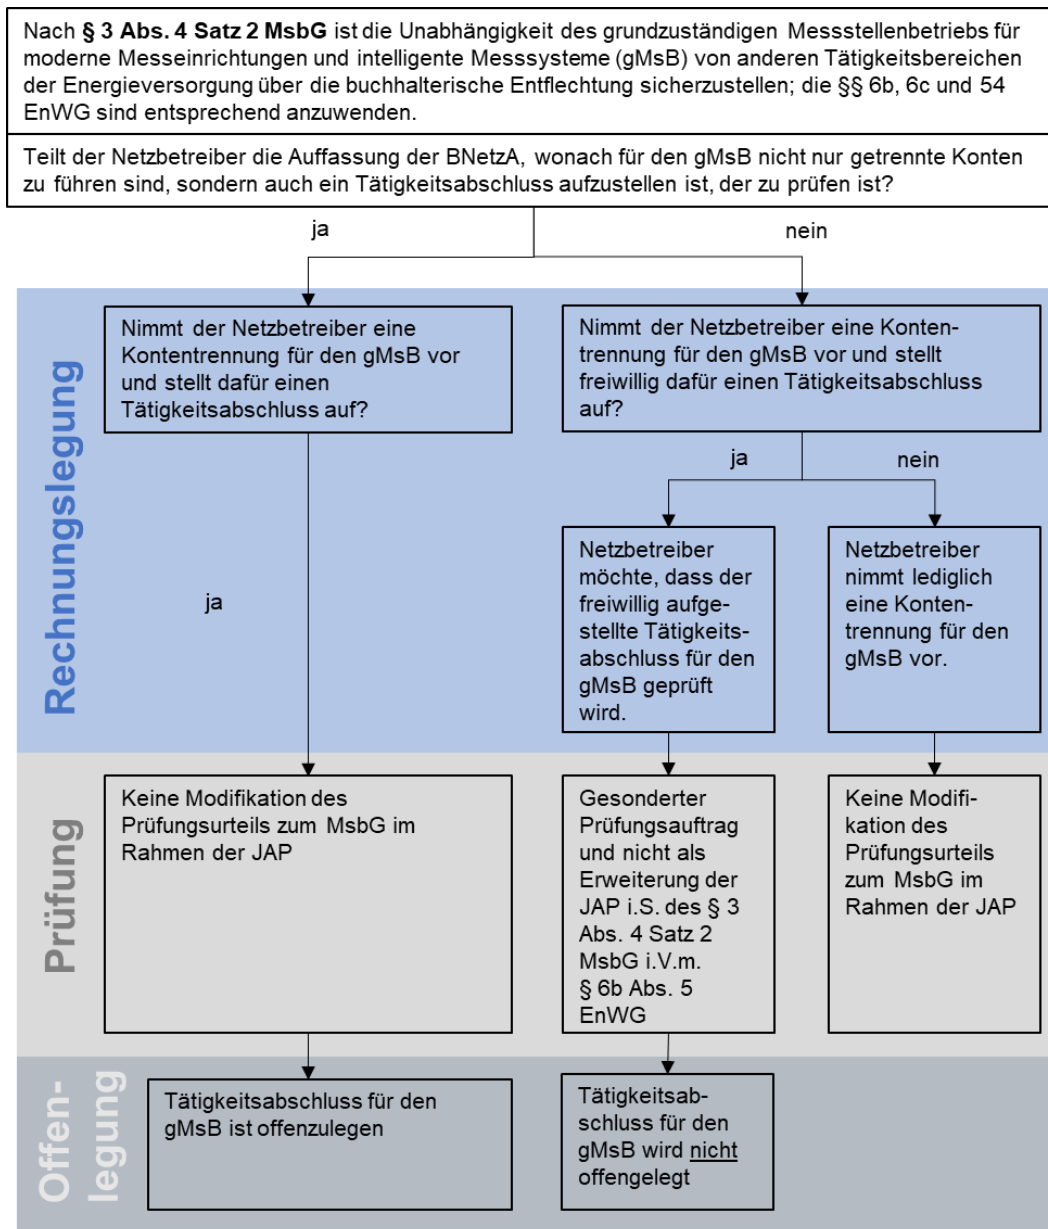 Nach § 3 Abs. 4 Satz 2 MsbG ist die Unabhängigkeit des grundzuständigen Messstellenbetriebs für
moderne Messeinrichtungen und intelligente Messsysteme (gMsB) von anderen Tätigkeitsbereichen
der Energieversorgung über die buchhalterische Entflechtung sicherzustellen; die §§ 6b, 6c und 54
EnWG sind entsprechend anzuwenden.
Teilt der Netzbetreiber die Auffassung der BNetzA, wonach für den gMsB nicht nur getrennte Konten
zu führen sind, sondern auch ein Tätigkeitsabschluss aufzustellen ist, der zu prüfen ist?
ja
nein
Rechnungslegung
Nimmt der Netzbetreiber eine
Kontentrennung für den gMsB vor
und stellt dafür einen
Tätigkeitsabschluss auf?
Nimmt der Netzbetreiber eine Konten-
trennung für den gMsB vor und stellt
freiwillig dafür einen Tätigkeitsabschluss
auf?
ja
nein
ja
Netzbetreiber
möchte, dass der
freiwillig aufge-
stellte Tätigkeits-
abschluss für den
gMsB geprüft
wird.
Netzbetreiber
nimmt lediglich
eine Konten-
trennung für den
gMsB vor.
Prüfung
Keine Modifikation des
Prüfungsurteils zum MsbG im
Rahmen der JAP
Gesonderter
Prüfungsauftrag
und nicht als
Erweiterung der
JAP i.S. des § 3
Abs. 4 Satz 2
MsbG i.V.m.
§ 6b Abs. 5
EnWG
Keine Modifi-
kation des
Prüfungsurteils
zum MsbG im
Rahmen der JAP
Offen-
legung
Tätigkeitsabschluss für den
gMsB ist offenzulegen
Tätigkeitsab-
schluss für den
gMsB wird nicht
offengelegt